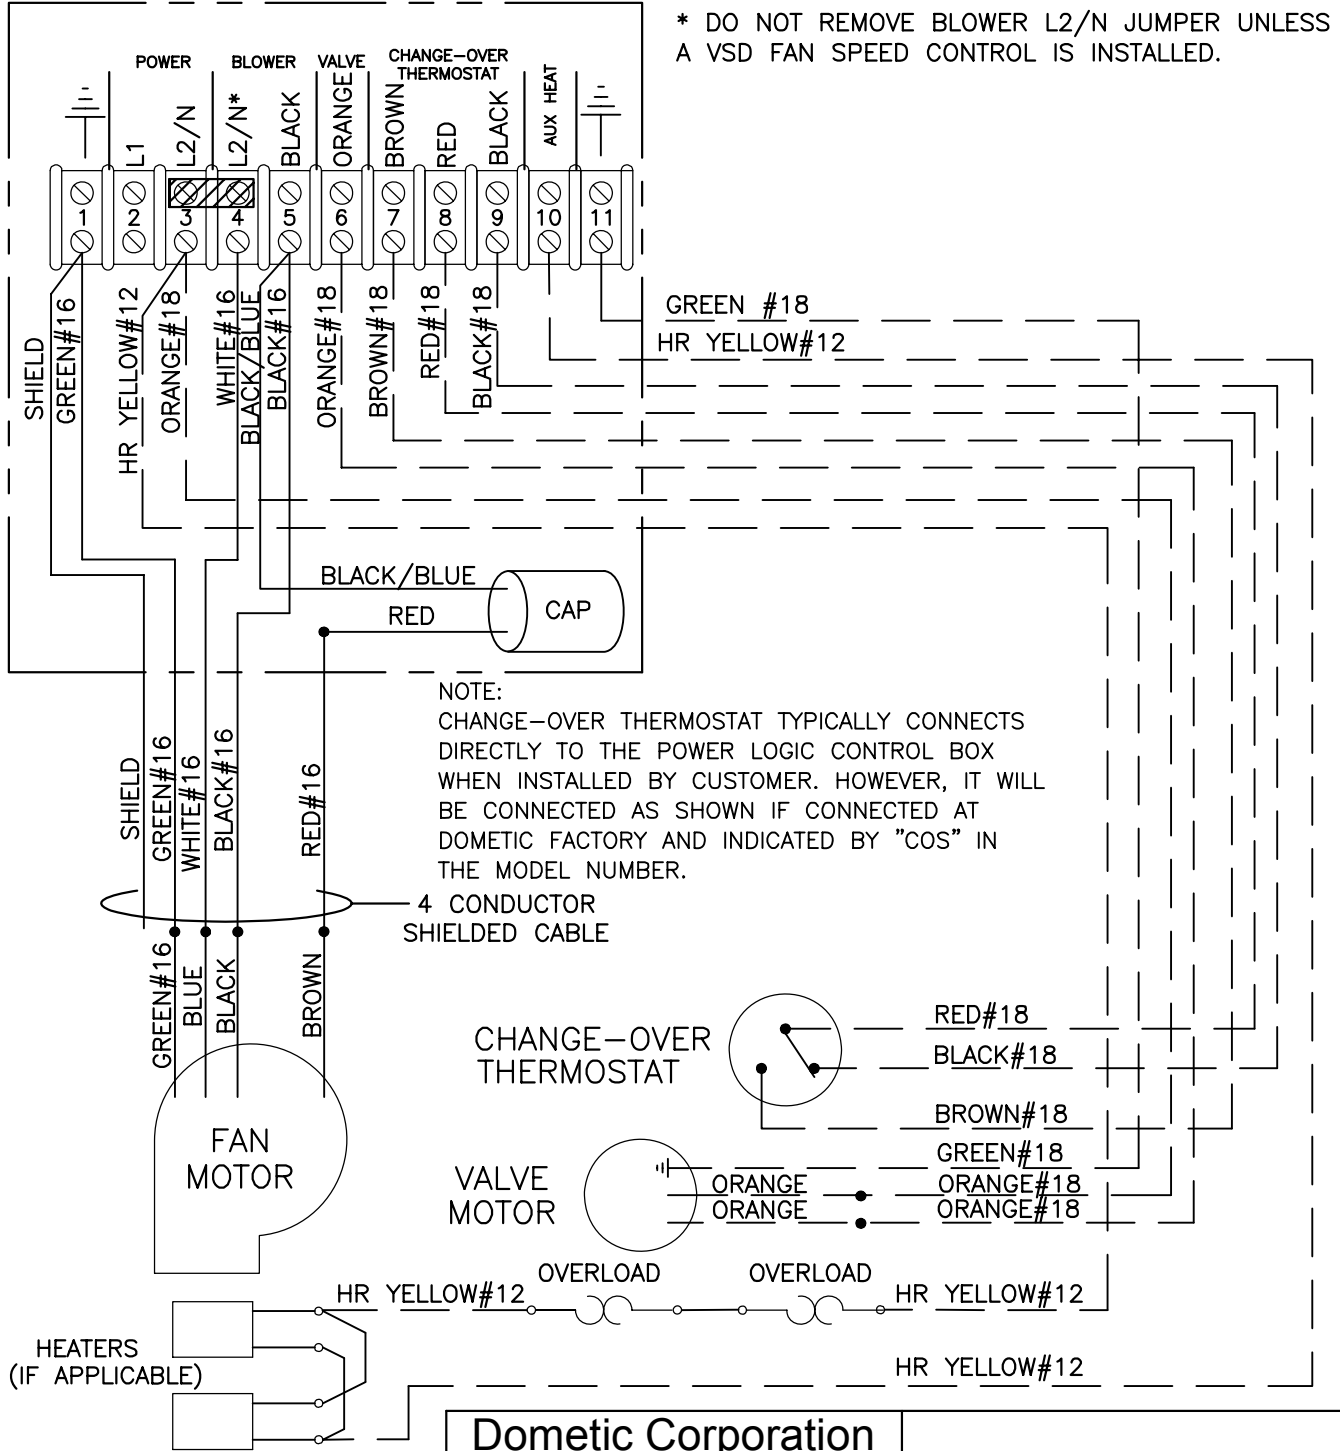 * DO NOT REMOVE BLOWER L2/N JUMPER UNLESS
A VSD FAN SPEED CONTROL IS INSTALLED.
POWER
BLOWER
VALVE
CHANGE-OVER
THERMOSTAT
AUX HEAT
L1
L2/N
L2/N*
BLACK
ORANGE
BROWN
RED
BLACK
1
2
3
4
5
6
7
8
9
10
11
SHIELD
GREEN#16
HR YELLOW#12
ORANGE#18
WHITE#16
BLACK/BLUE
BLACK#16
ORANGE#18
BROWN#18
RED#18
BLACK#18
GREEN #18
HR YELLOW#12
BLACK/BLUE
RED
CAP
NOTE:
CHANGE-OVER THERMOSTAT TYPICALLY CONNECTS
DIRECTLY TO THE POWER LOGIC CONTROL BOX
WHEN INSTALLED BY CUSTOMER. HOWEVER, IT WILL
BE CONNECTED AS SHOWN IF CONNECTED AT
DOMETIC FACTORY AND INDICATED BY "COS" IN
THE MODEL NUMBER.
SHIELD
GREEN#16
WHITE#16
BLACK#16
RED#16
4 CONDUCTOR
SHIELDED CABLE
GREEN#16
BLUE
BLACK
BROWN
FAN
MOTOR
CHANGE-OVER
THERMOSTAT
RED#18
BLACK#18
BROWN#18
VALVE
MOTOR
GREEN#18
ORANGE
ORANGE#18
ORANGE
ORANGE#18
OVERLOAD
OVERLOAD
HR YELLOW#12
HR YELLOW#12
HEATERS
(IF APPLICABLE)
HR YELLOW#12
Dometic Corporation